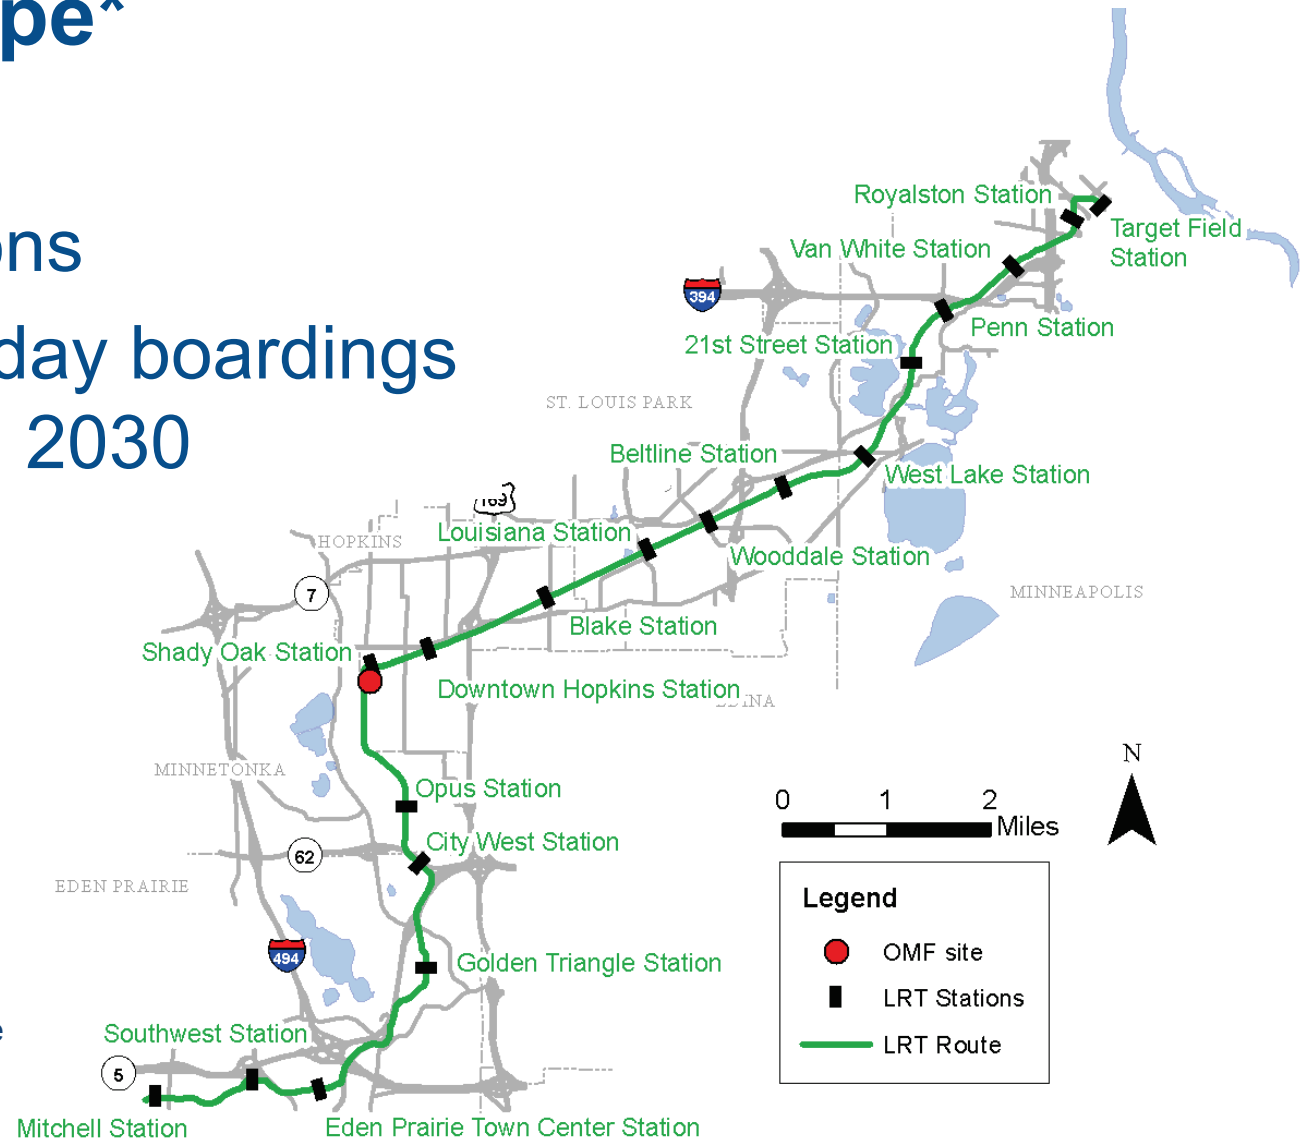 pe*
ons
day boardings
2030
Royalston Station
Target Field
Station
Van White Station
394
Penn Station
21st Street Station
ST. LOUIS PARK
Beltline Station
West Lake Station
169
Louisiana Station
HOPKINS
Wooddale Station
7
MINNEAPOLIS
Blake Station
Shady Oak Station
Downtown Hopkins Station
EDINA
MINNETONKA
Opus Station
N
0 1 2
Miles
City West Station
62
EDEN PRAIRIE
Legend
OMF site
LRT Stations
LRT Route
494
Golden Triangle Station
e
Southwest Station
5
Mitchell Station
Eden Prairie Town Center Station